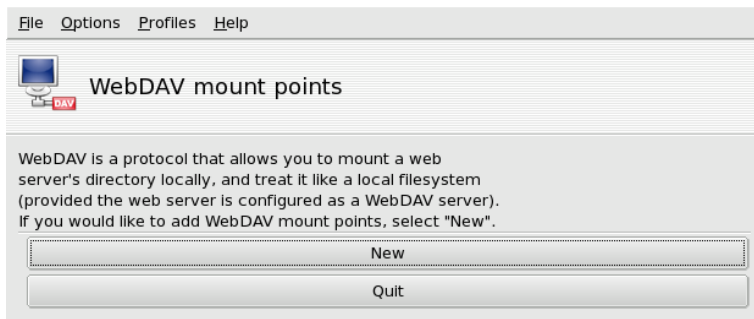 File Options Profiles Help
DAV
WebDAV mount points
WebDAV is a protocol that allows you to mount a web
server's directory locally, and treat it like a local filesystem
(provided the web server is configured as a WebDAV server).
If you would like to add WebDAV mount points, select "New".
New
Quit